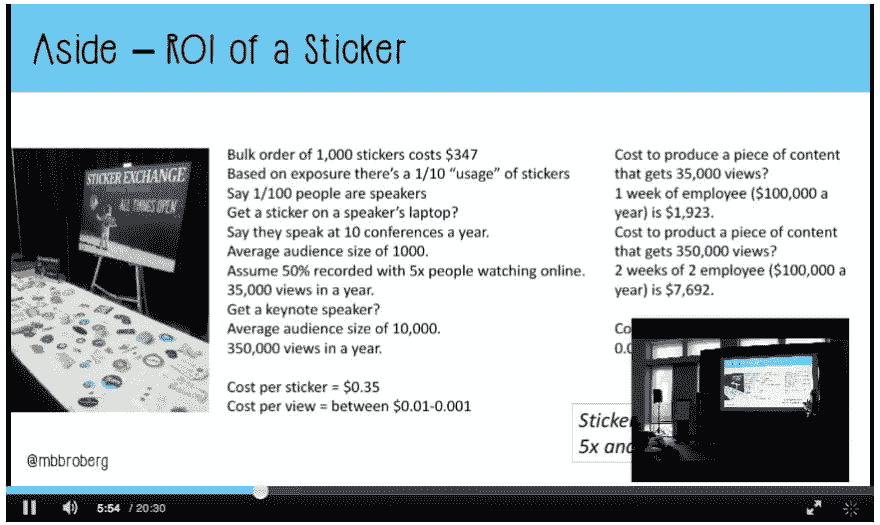 Aside – ROI of a Sticker
STICKER EXCHANGE
ALL THINGS OPEN
Bulk order of 1,000 stickers costs $347
Based on exposure there's a 1/10 "usage" of stickers
Say 1/100 people are speakers
Get a sticker on a speaker's laptop?
Say they speak at 10 conferences a year.
Average audience size of 1000.
Assume 50% recorded with 5x people watching online.
35,000 views in a year.
Get a keynote speaker?
Average audience size of 10,000.
350,000 views in a year.
Cost per sticker = $0.35
Cost per view = between $0.01-0.001
Cost to produce a piece of content
that gets 35,000 views?
1 week of employee ($100,000 a
year) is $1,923.
Cost to product a piece of content
that gets 350,000 views?
2 weeks of 2 employee ($100,000 a
year) is $7,692.
Co
0.0
Sticker
5x and
@mbbroberg
5:54 / 20:30